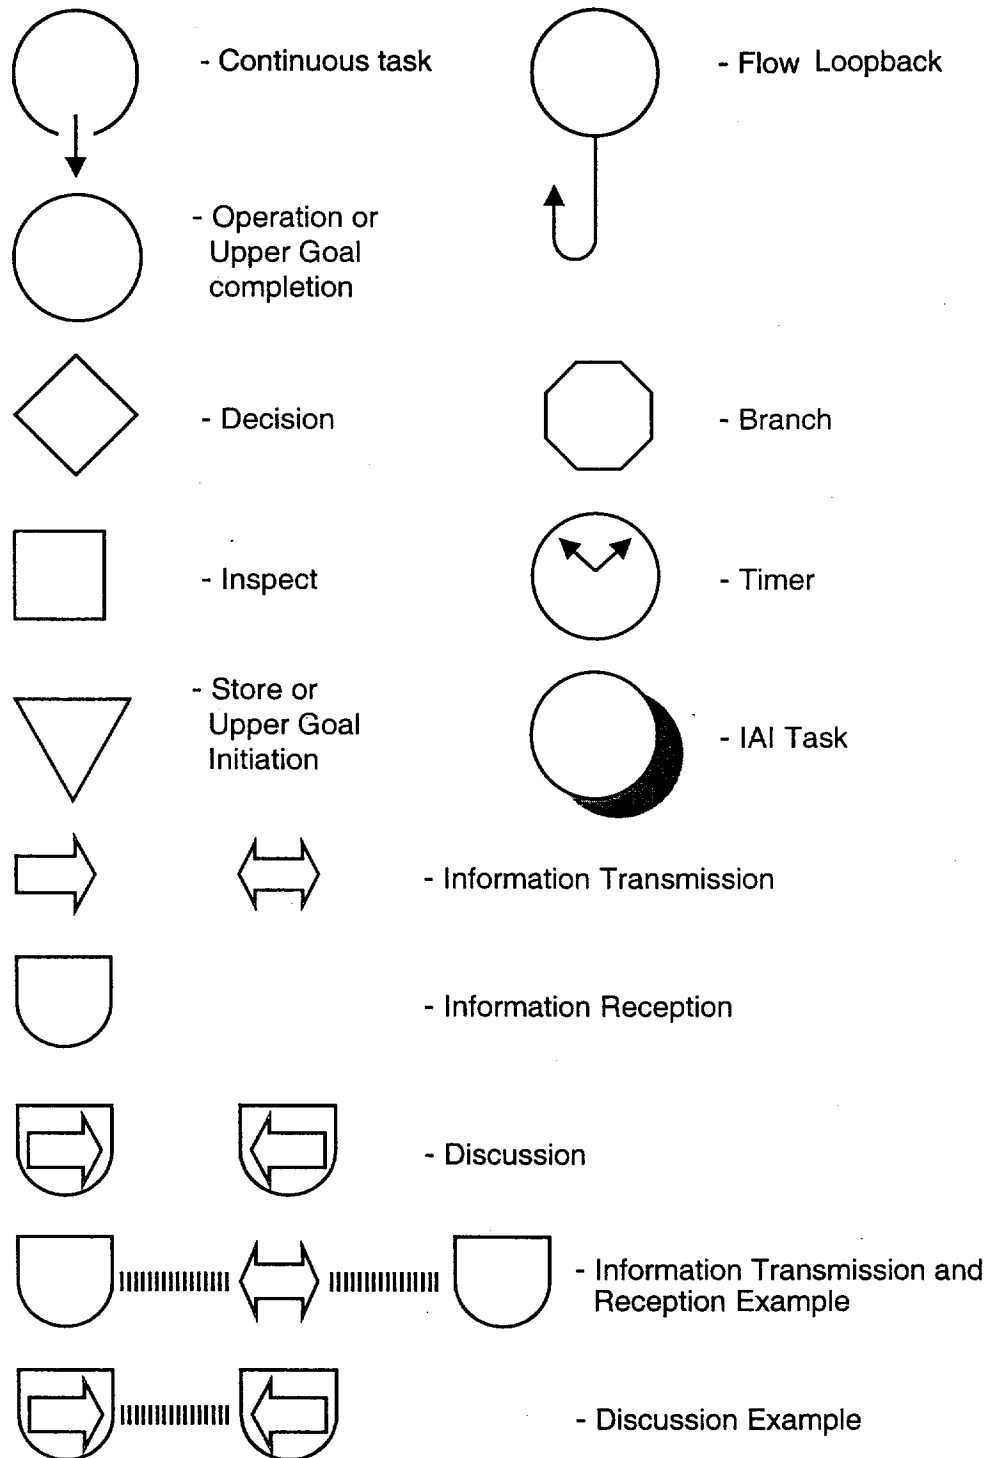 - Continuous task
- Flow Loopback
- Operation or
Upper Goal
completion
- Decision
- Branch
- Inspect
- Timer
- Store or
Upper Goal
Initiation
- IAI Task
- Information Transmission
- Information Reception
- Discussion
- Information Transmission and
Reception Example
- Discussion Example